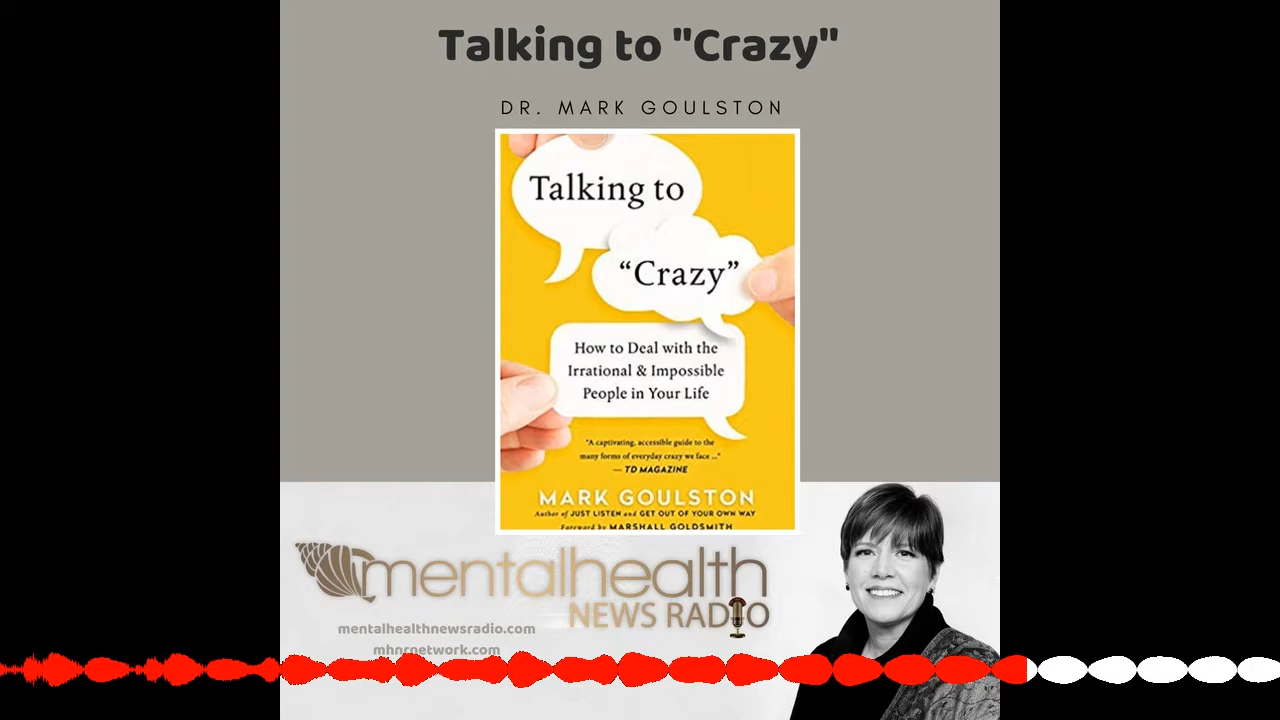 Talking to "Crazy"
DR. MARK GOULSTON
Talking to
“Crazy”
How to Deal with the
Irrational & Impossible
People in Your Life
"A captivating, accessible guide to the
many forms of everyday crazy we face ..."
— TD MAGAZINE
MARK GOULSTON
Author of JUST LISTEN and GET OUT OF YOUR OWN WAY
Foreword by MARSHALL GOLDSMITH
mentalhealth
NEWS RADIO
mentalhealthnewsradio.com
mhnrnetwork.com